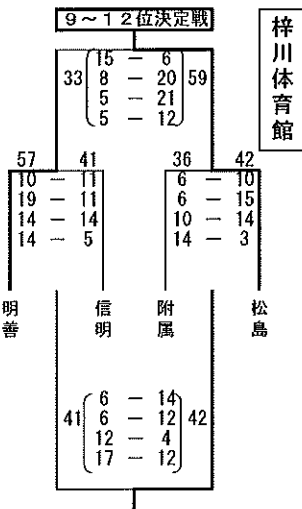 9～12位決定戦
梓川体育館
33 59
15 － 6
8 － 20
5 － 21
5 － 12
57 41
10 － 11
19 － 11
14 － 14
14 － 5
36 42
6 － 10
6 － 15
10 － 14
14 － 3
明善
信明
附属
松島
41 42
6 － 14
6 － 12
12 － 4
17 － 12